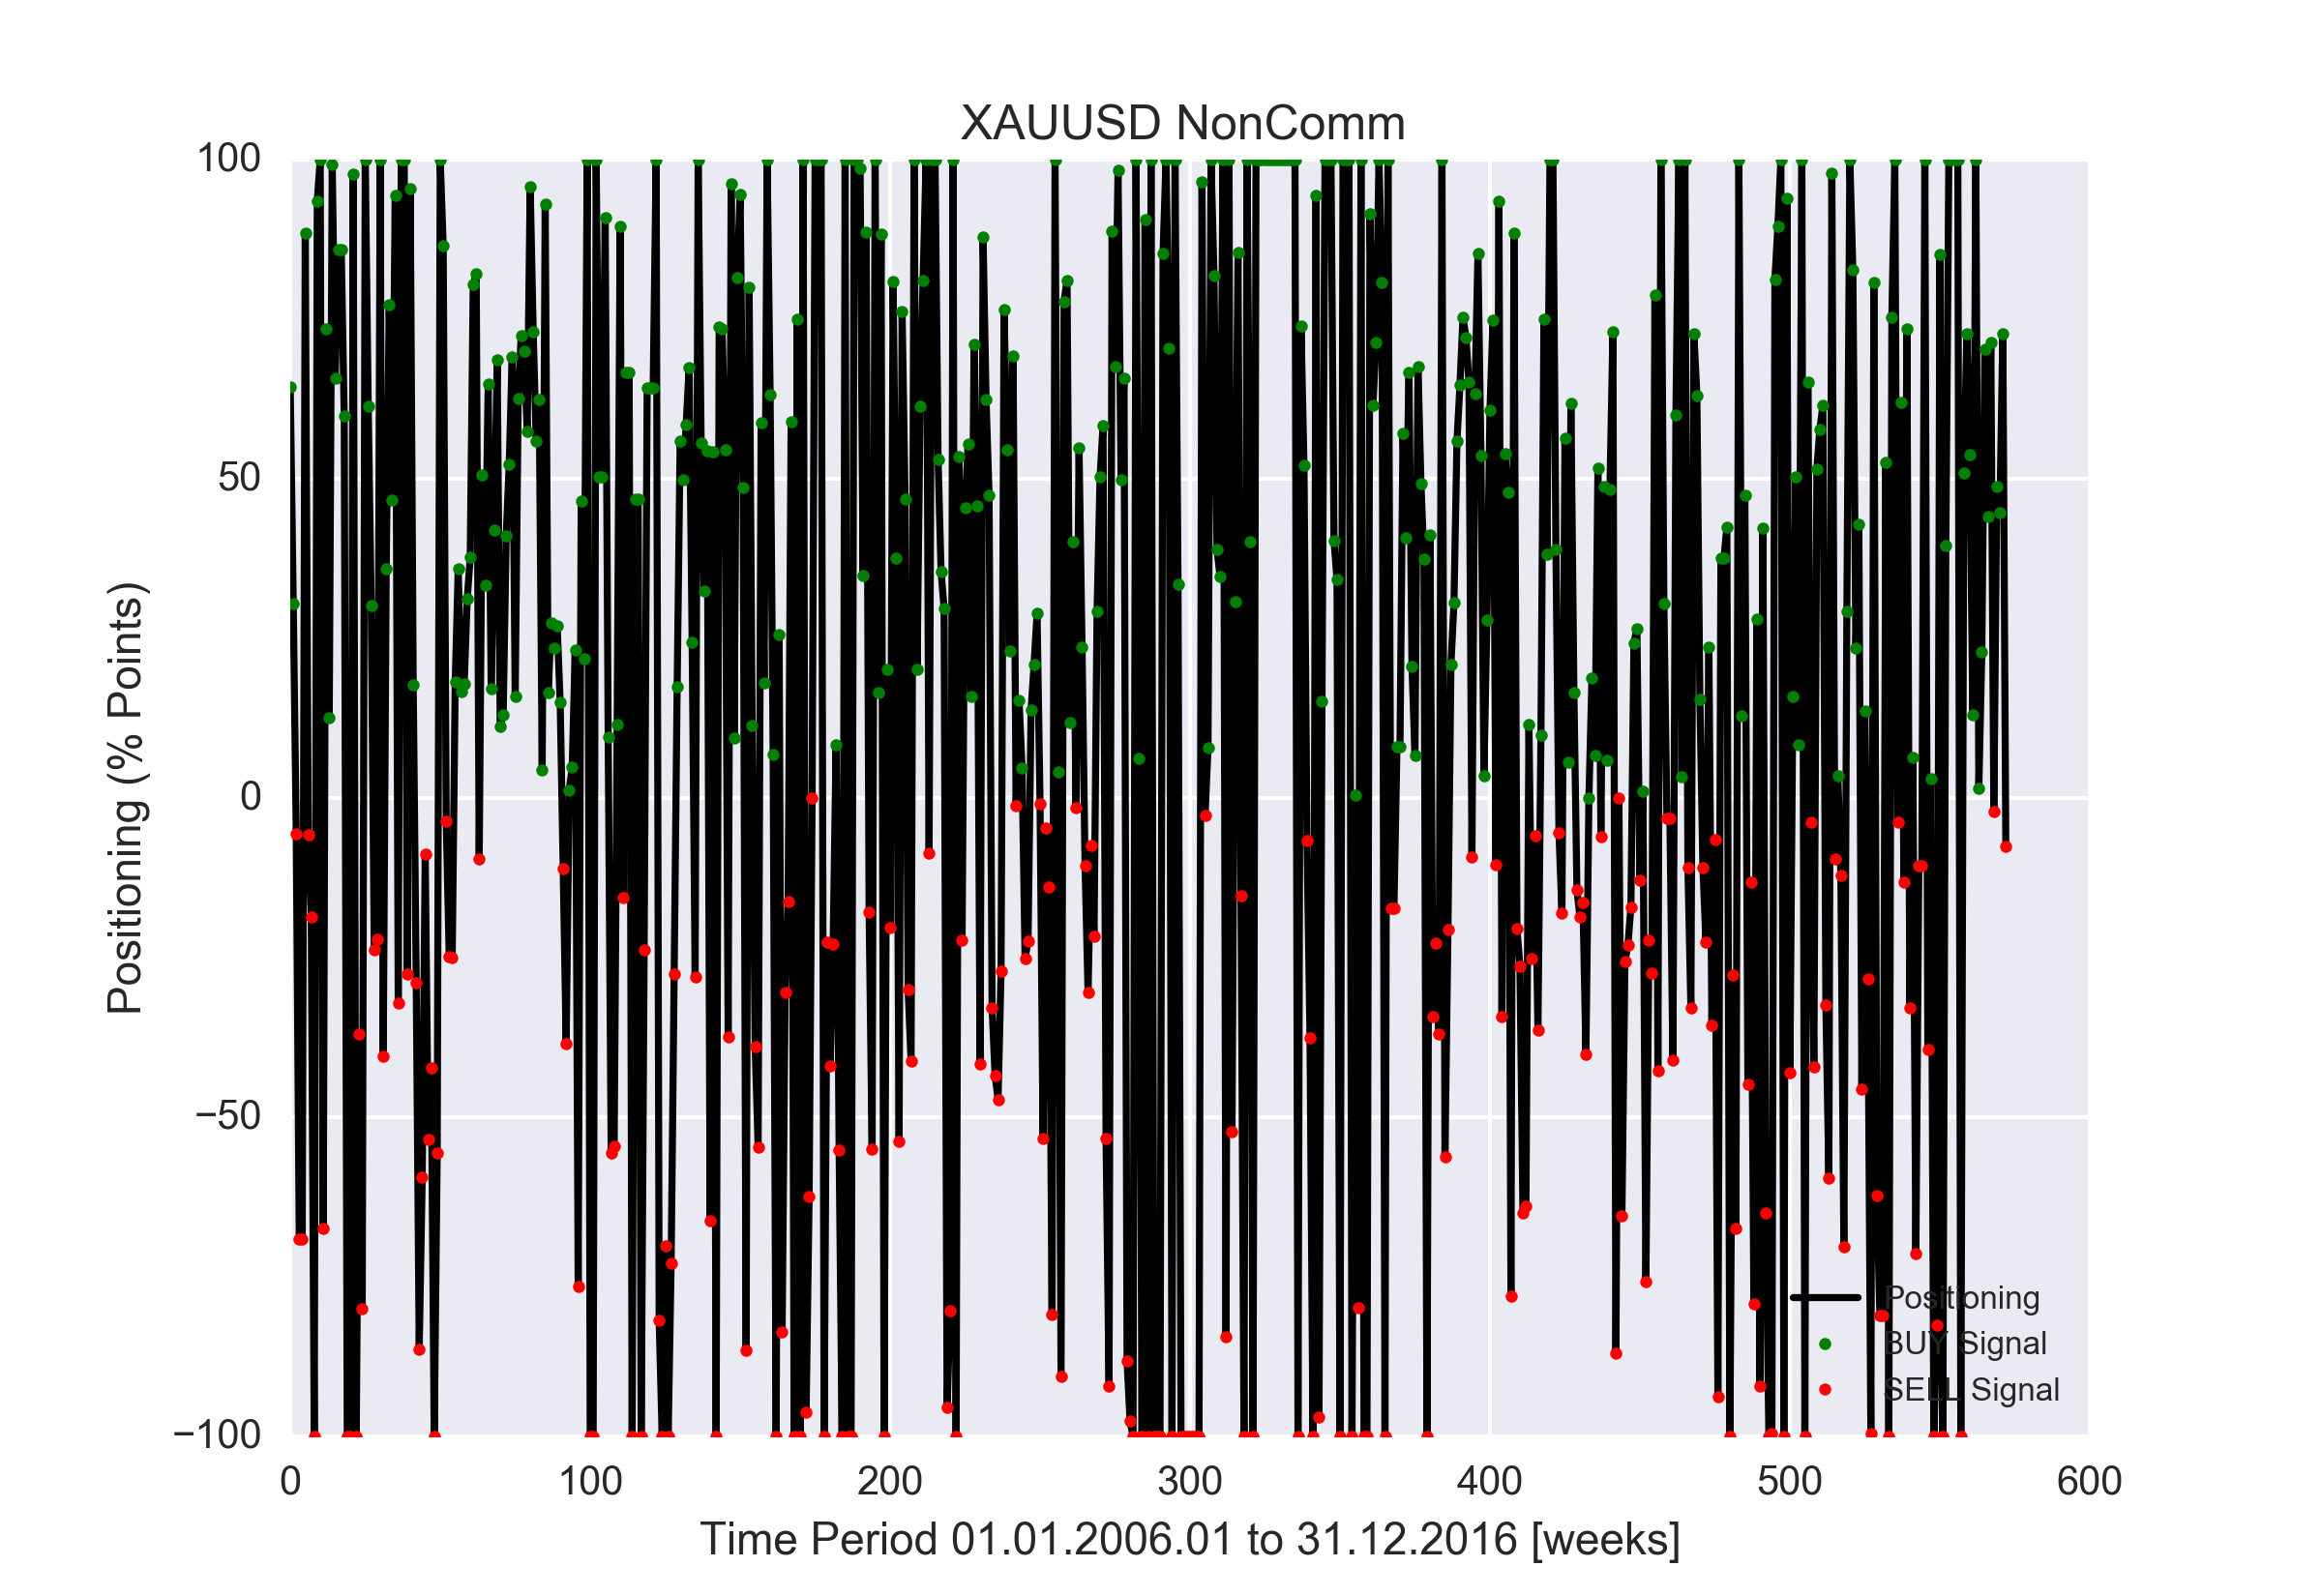 XAUUSD NonComm
100
50
0
−50
−100
Positioning (% Points)
0 100 200 300 400 500 600
Time Period 01.01.2006.01 to 31.12.2016 [weeks]
Positioning
BUY Signal
SELL Signal